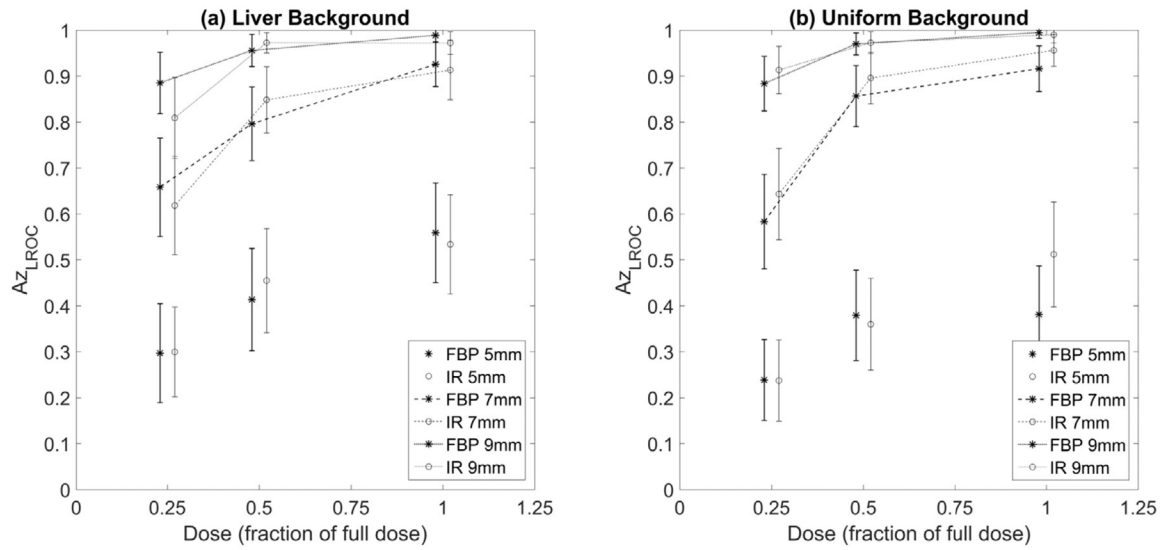 (a) Liver Background
1
0.9
0.8
0.7
0.6
0.5
0.4
0.3
0.2
0.1
0
Az_LROC
0 0.25 0.5 0.75 1 1.25
Dose (fraction of full dose)
FBP 5mm
IR 5mm
FBP 7mm
IR 7mm
FBP 9mm
IR 9mm
(b) Uniform Background
1
0.9
0.8
0.7
0.6
0.5
0.4
0.3
0.2
0.1
0
Az_LROC
0 0.25 0.5 0.75 1 1.25
Dose (fraction of full dose)
FBP 5mm
IR 5mm
FBP 7mm
IR 7mm
FBP 9mm
IR 9mm